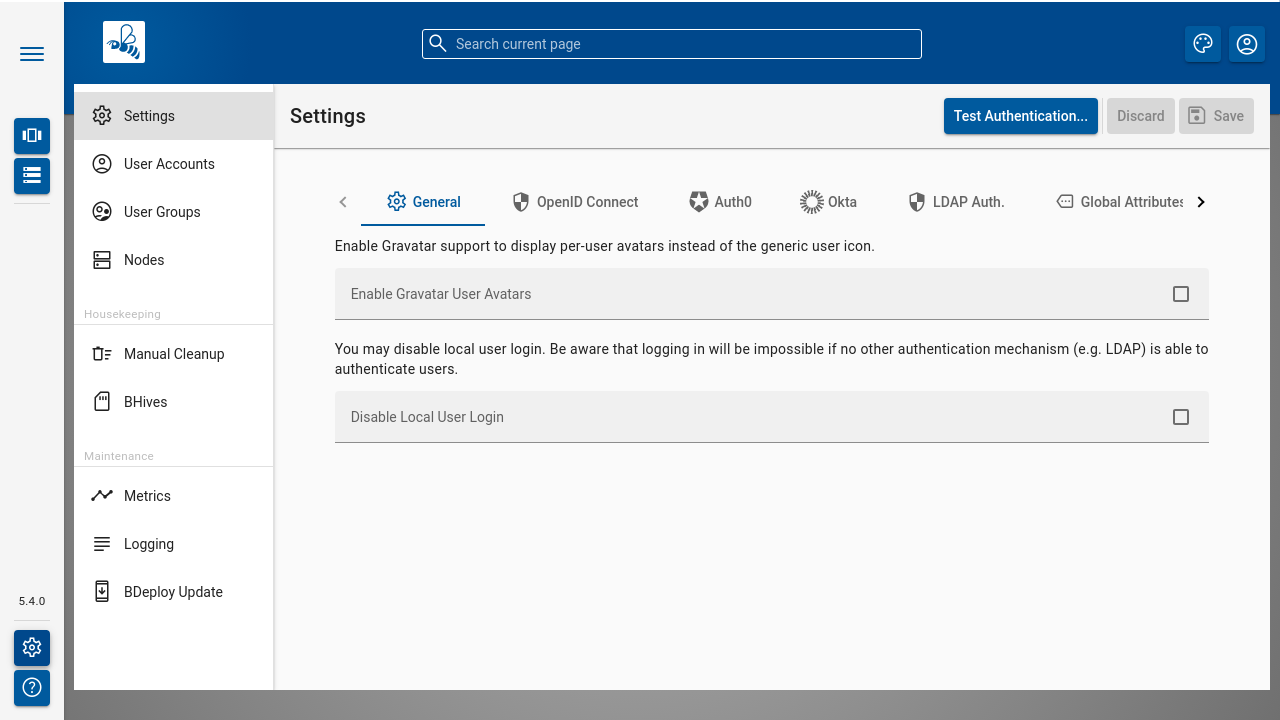 Search current page
Settings
User Accounts
User Groups
Nodes
Housekeeping
Manual Cleanup
BHives
Maintenance
Metrics
Logging
BDeploy Update
5.4.0
Settings
Test Authentication...
Discard
Save
General
OpenID Connect
Auth0
Okta
LDAP Auth.
Global Attributes
Enable Gravatar support to display per-user avatars instead of the generic user icon.
Enable Gravatar User Avatars
You may disable local user login. Be aware that logging in will be impossible if no other authentication mechanism (e.g. LDAP) is able to
authenticate users.
Disable Local User Login